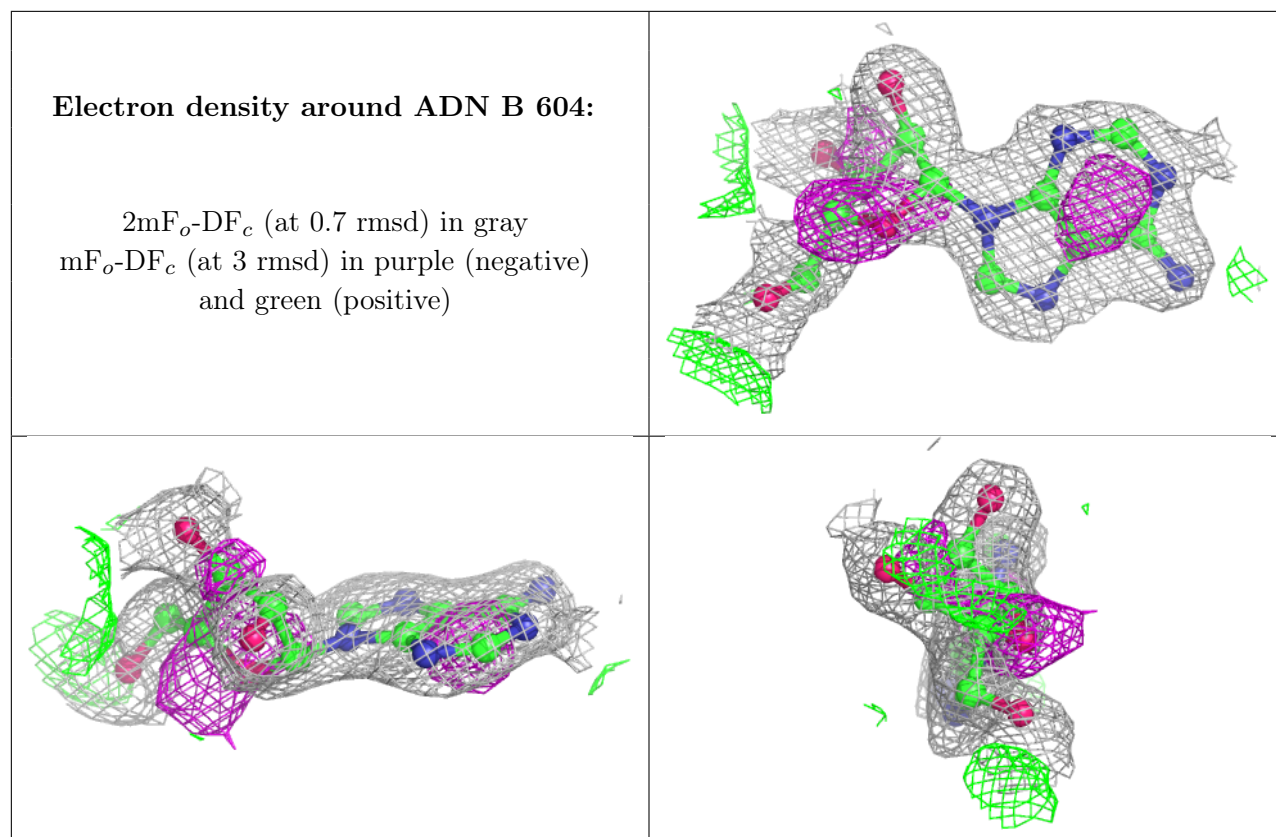 Electron density around ADN B 604:
2mFo-DFc (at 0.7 rmsd) in gray
mFo-DFc (at 3 rmsd) in purple (negative)
and green (positive)